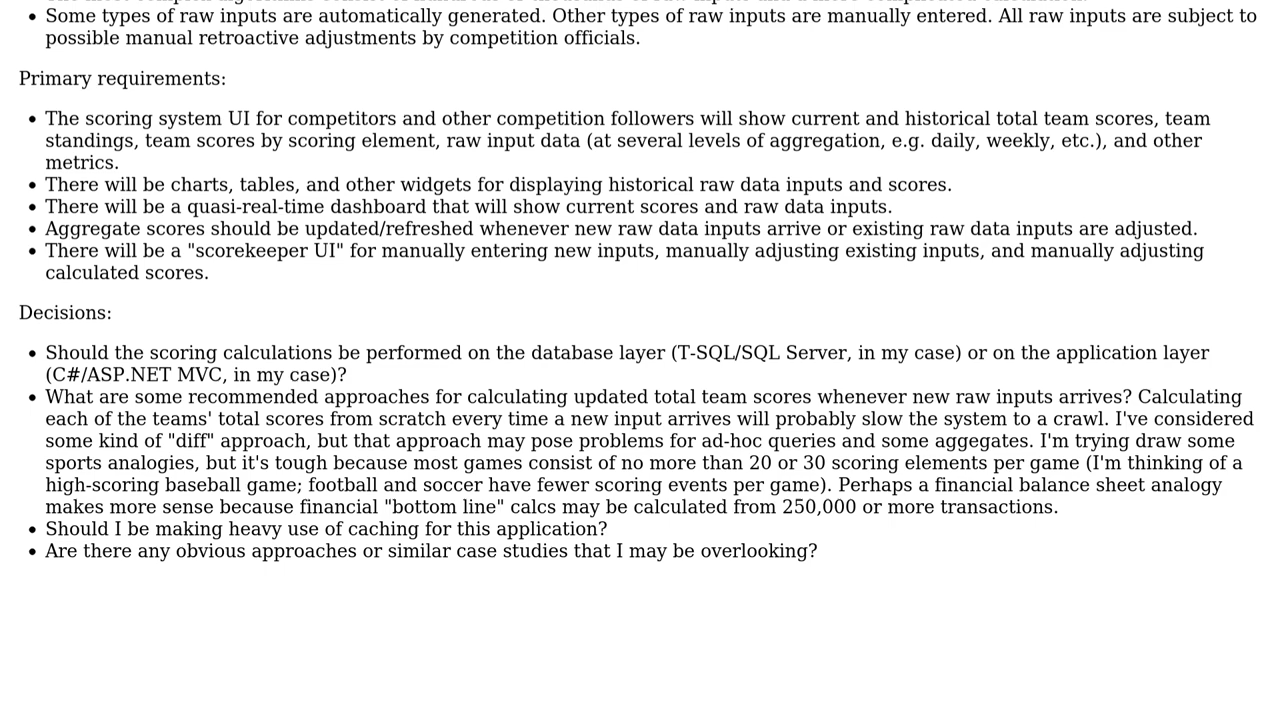 • Some types of raw inputs are automatically generated. Other types of raw inputs are manually entered. All raw inputs are subject to
possible manual retroactive adjustments by competition officials.
Primary requirements:
• The scoring system UI for competitors and other competition followers will show current and historical total team scores, team
standings, team scores by scoring element, raw input data (at several levels of aggregation, e.g. daily, weekly, etc.), and other
metrics.
• There will be charts, tables, and other widgets for displaying historical raw data inputs and scores.
• There will be a quasi-real-time dashboard that will show current scores and raw data inputs.
• Aggregate scores should be updated/refreshed whenever new raw data inputs arrive or existing raw data inputs are adjusted.
• There will be a "scorekeeper UI" for manually entering new inputs, manually adjusting existing inputs, and manually adjusting
calculated scores.
Decisions:
• Should the scoring calculations be performed on the database layer (T-SQL/SQL Server, in my case) or on the application layer
(C#/ASP.NET MVC, in my case)?
• What are some recommended approaches for calculating updated total team scores whenever new raw inputs arrives? Calculating
each of the teams' total scores from scratch every time a new input arrives will probably slow the system to a crawl. I've considered
some kind of "diff" approach, but that approach may pose problems for ad-hoc queries and some aggegates. I'm trying draw some
sports analogies, but it's tough because most games consist of no more than 20 or 30 scoring elements per game (I'm thinking of a
high-scoring baseball game; football and soccer have fewer scoring events per game). Perhaps a financial balance sheet analogy
makes more sense because financial "bottom line" calcs may be calculated from 250,000 or more transactions.
• Should I be making heavy use of caching for this application?
• Are there any obvious approaches or similar case studies that I may be overlooking?